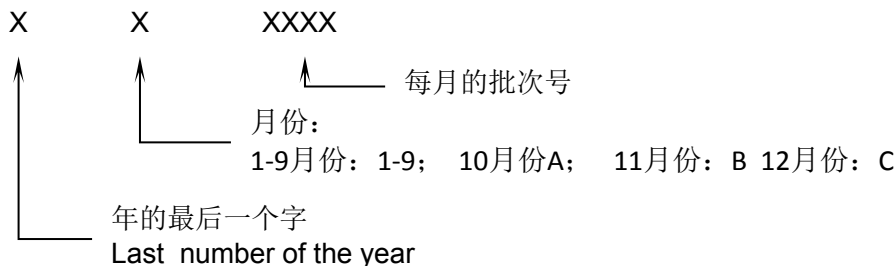 X X XXXX
每月的批次号
月份：
1-9月份：1-9； 10月份A； 11月份：B 12月份：C
年的最后一个字
Last number of the year